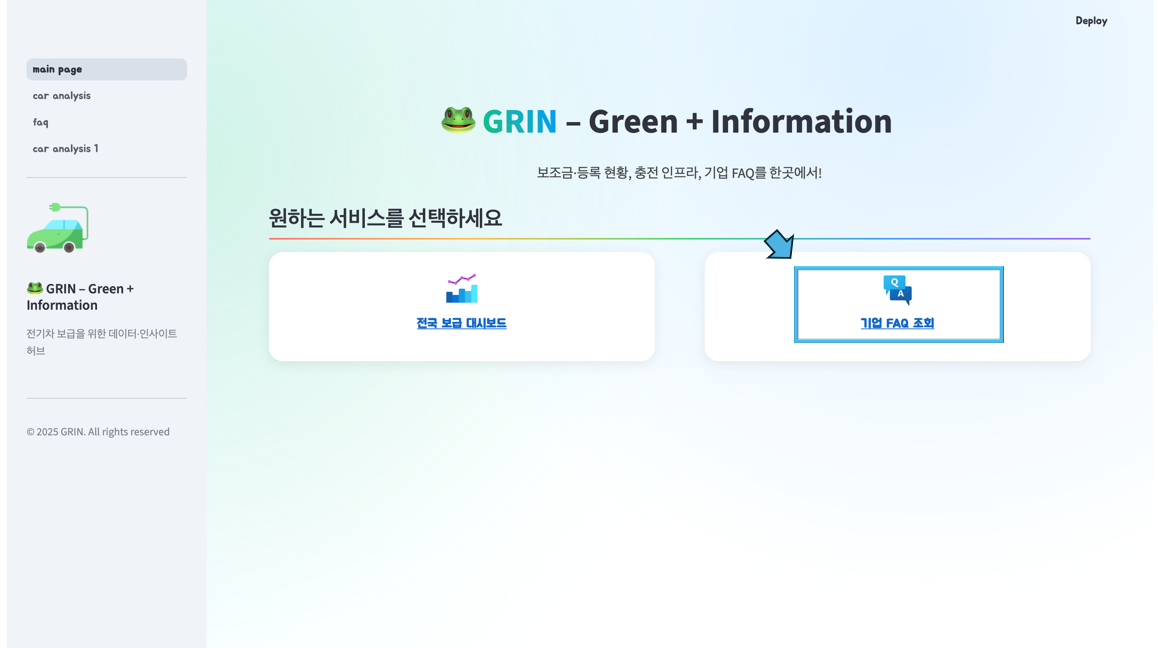 Deploy
main page
car analysis
faq
car analysis 1
GRIN – Green +
Information
전기차 보급을 위한 데이터·인사이트
허브
© 2025 GRIN. All rights reserved
GRIN – Green + Information
보조금·등록 현황, 충전 인프라, 기업 FAQ를 한곳에서!
원하는 서비스를 선택하세요
전국 보급 대시보드
Q
A
기업 FAQ 조회